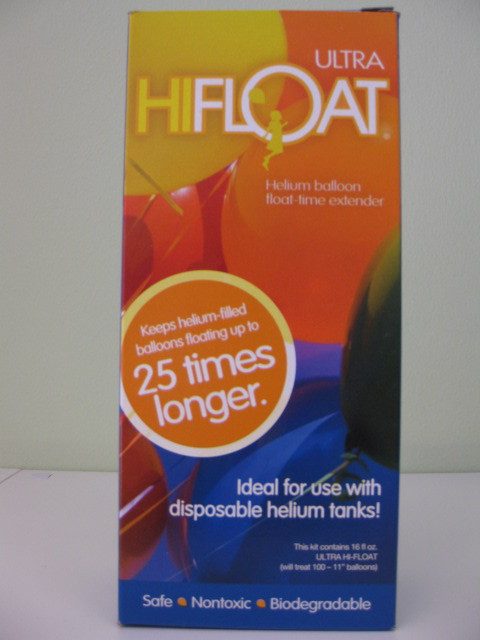 ULTRA
HIFLOAT®
Helium balloon
float-time extender
Keeps helium-filled
balloons floating up to
25 times
longer.
Ideal for use with
disposable helium tanks!
This kit contains 16 fl oz.
ULTRA HI-FLOAT
(will treat 100 – 11" balloons)
Safe • Nontoxic • Biodegradable